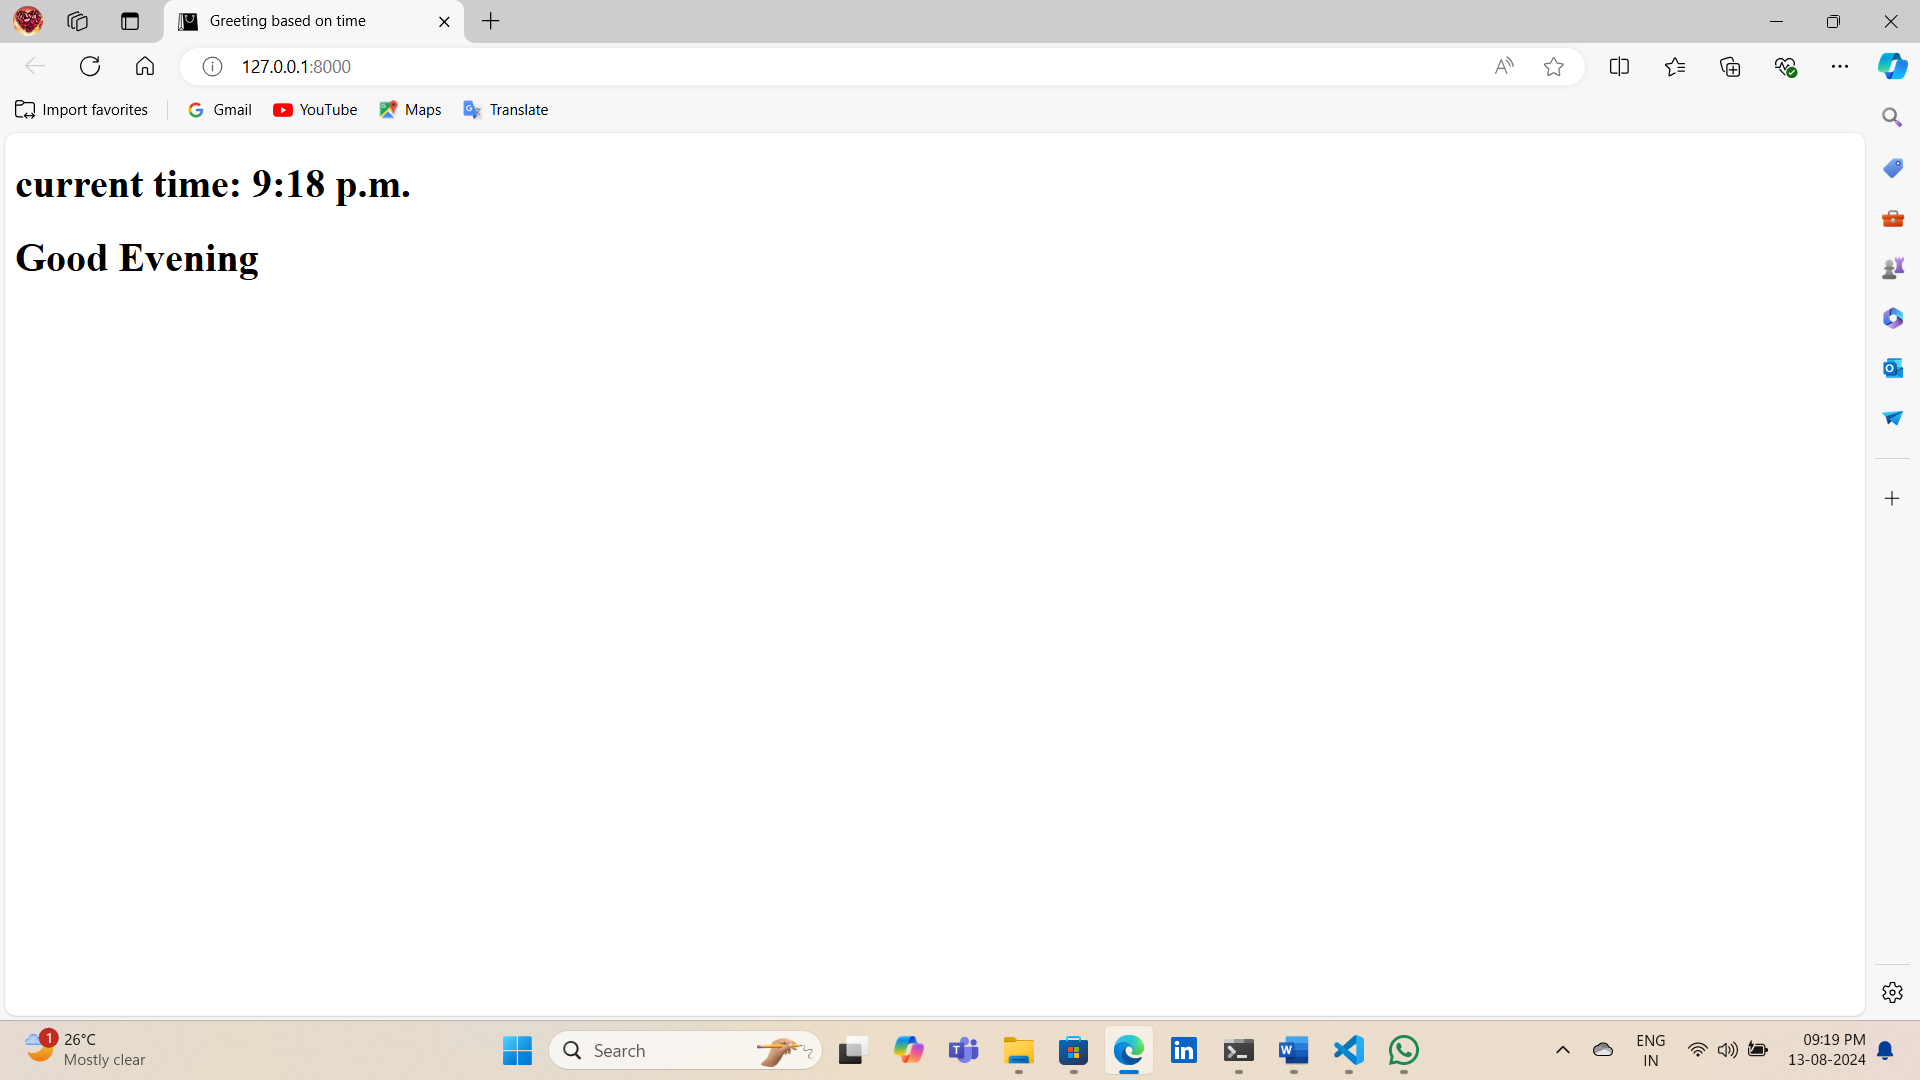 Greeting based on time
127.0.0.1:8000
Import favorites
Gmail
YouTube
Maps
Translate
current time: 9:18 p.m.
Good Evening
1
26°C
Mostly clear
Search
ENG
IN
09:19 PM
13-08-2024